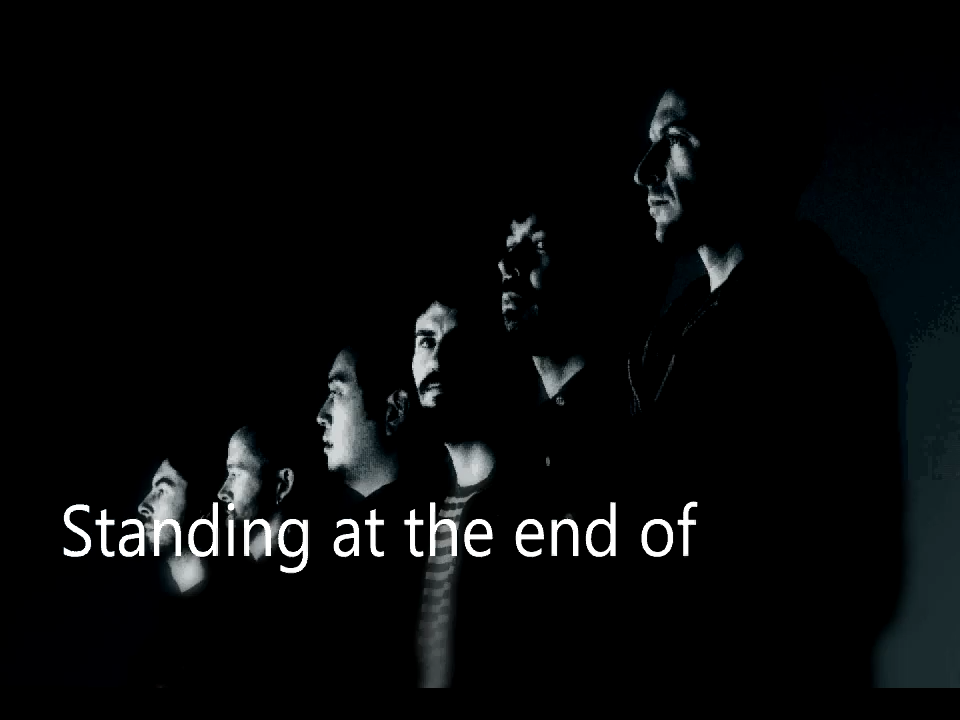 Standing at the end of